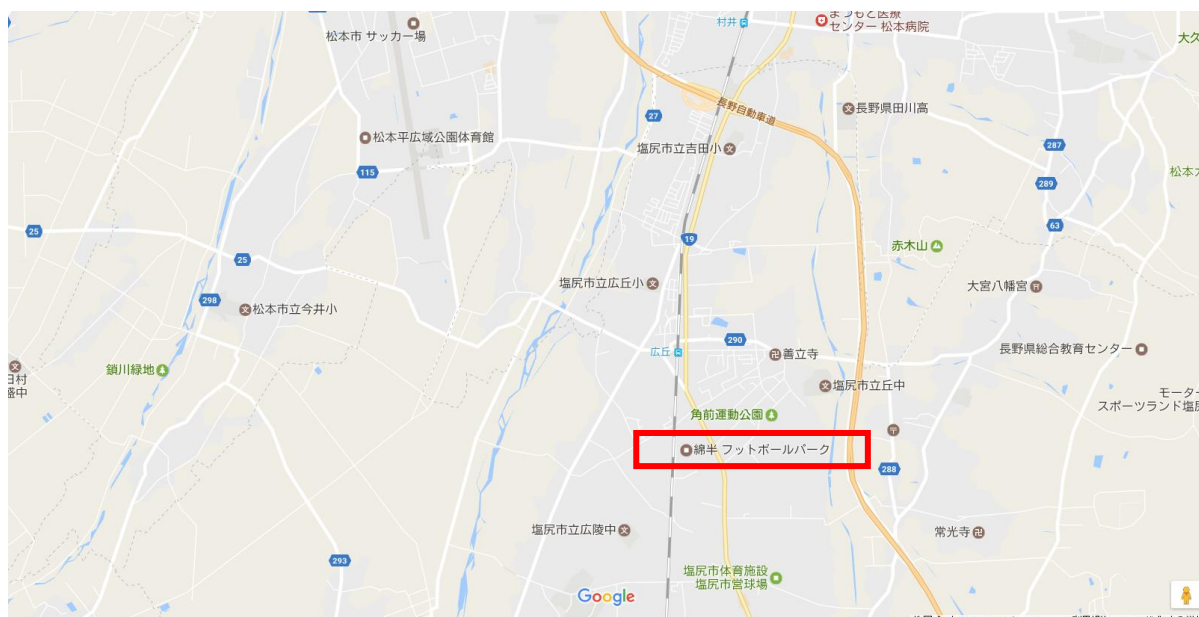 村井
まつもと医療
センター 松本病院
松本市 サッカー場
大久
長野自動車道
長野県田川高
27
松本平広域公園体育館
塩尻市立吉田小
287
115
289
松本大
63
25
19
赤木山
25
塩尻市立広丘小
大宮八幡宮
298
松本市立今井小
290
広丘
善立寺
長野県総合教育センター
鎖川緑地
日村
盛中
塩尻市立丘中
モーター
スポーツランド塩尻
角前運動公園
綿半 フットボールパーク
288
塩尻市立広陵中
常光寺
293
塩尻市体育施設
塩尻市営球場
Google